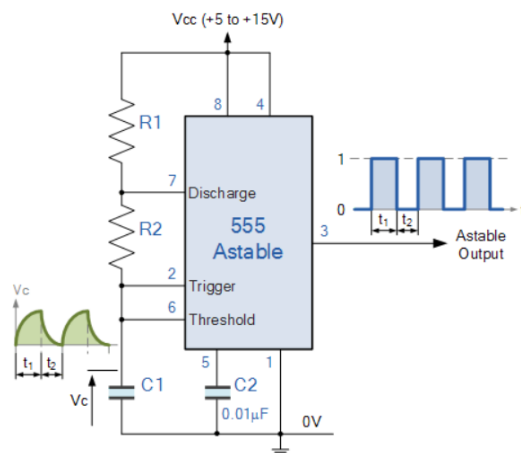 Vcc (+5 to +15V)
8
4
R1
7
Discharge
R2
555
Astable
3
2
Trigger
6
Threshold
5
1
C1
C2
0.01µF
0V
Vc
Vc
t1
t2
1
0
t1
t2
t
Astable
Output